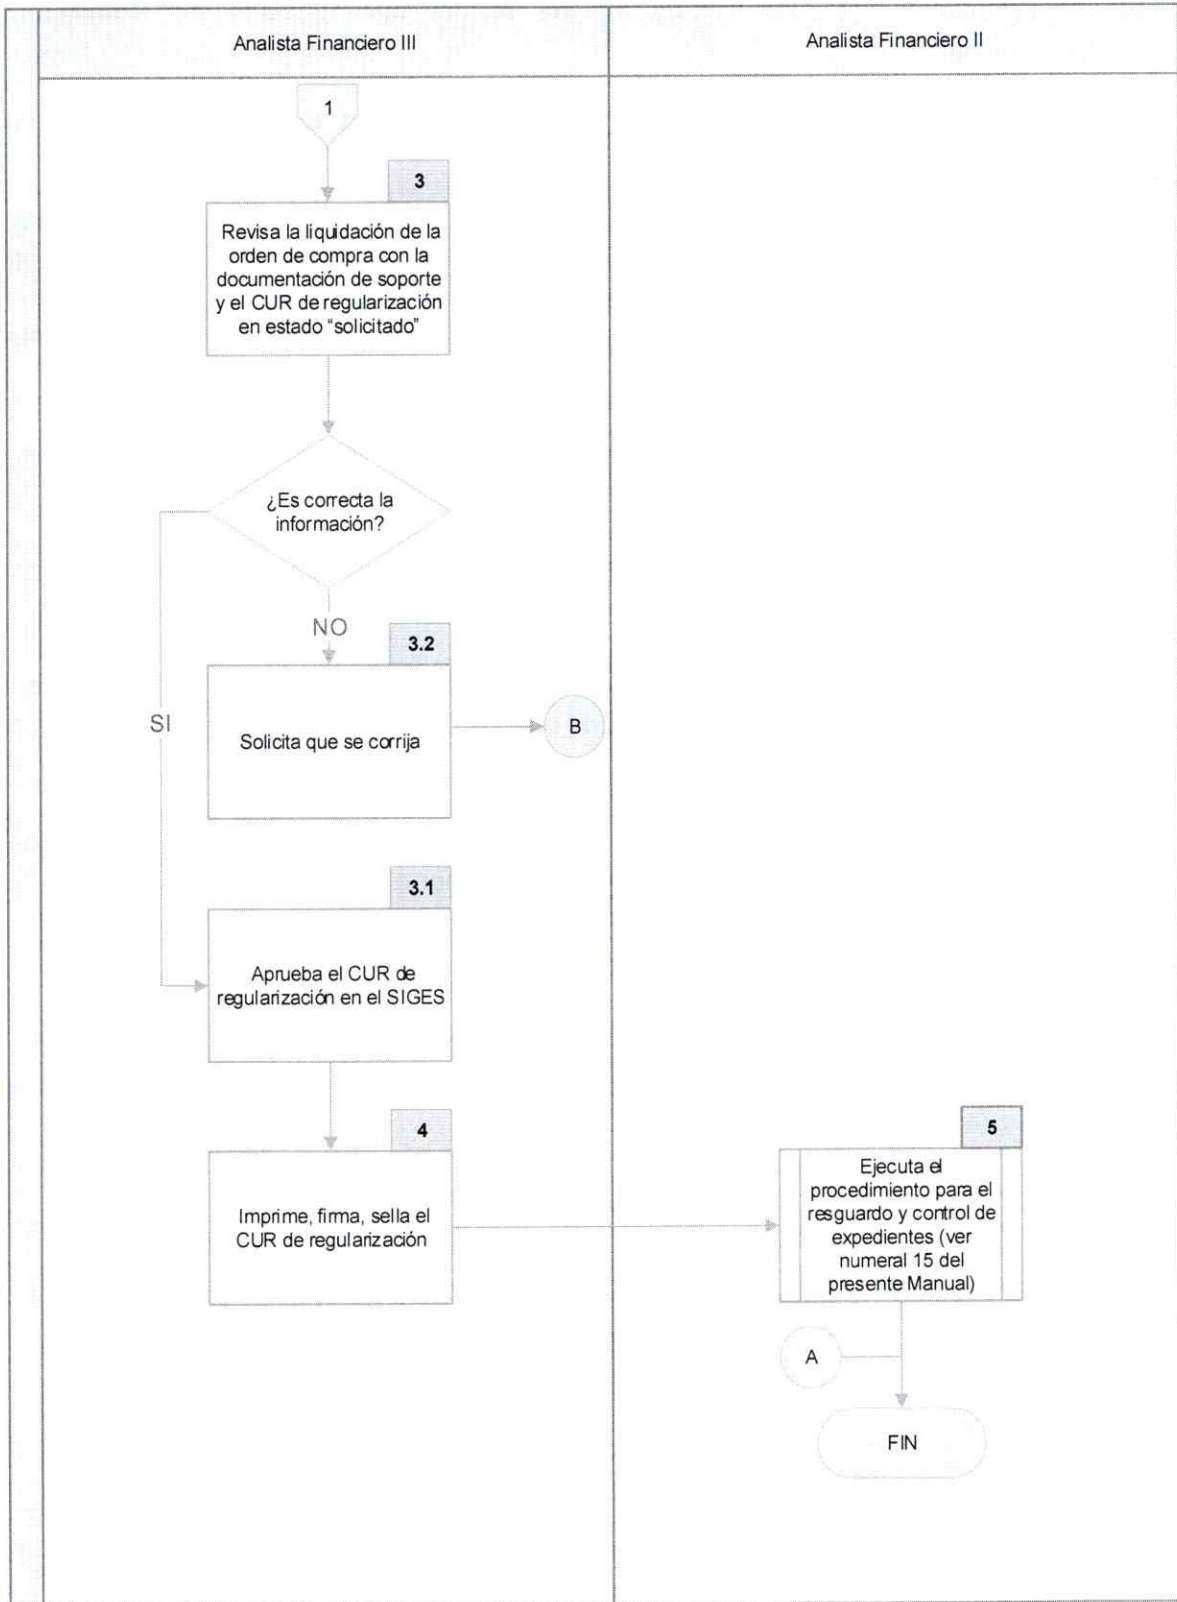 Analista Financiero III
Analista Financiero II
1
3
Revisa la liquidación de la
orden de compra con la
documentación de soporte
y el CUR de regularización
en estado “solicitado”
¿Es correcta la
información?
NO
3.2
SI
Solicita que se corrija
B
3.1
Aprueba el CUR de
regularización en el SIGES
4
Imprime, firma, sella el
CUR de regularización
5
Ejecuta el
procedimiento para el
resguardo y control de
expedientes (ver
numeral 15 del
presente Manual)
A
FIN